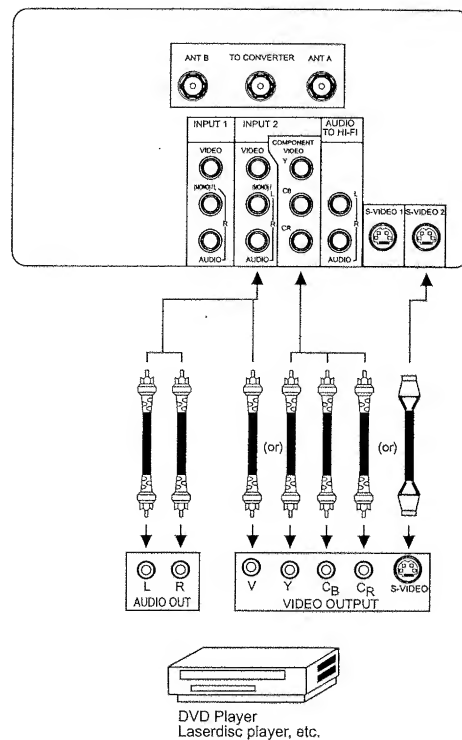 ANT B TO CONVERTER ANT A
INPUT 1 INPUT 2 AUDIO
TO HI-FI
COMPONENT
VIDEO
VIDEO VIDEO Y
(MONO) L (MONO) L CB L
R R R
CR
AUDIO AUDIO AUDIO
S-VIDEO 1 S-VIDEO 2
(or) (or)
L R
AUDIO OUT
V Y CB CR S-VIDEO
VIDEO OUTPUT
DVD Player
Laserdisc player, etc.